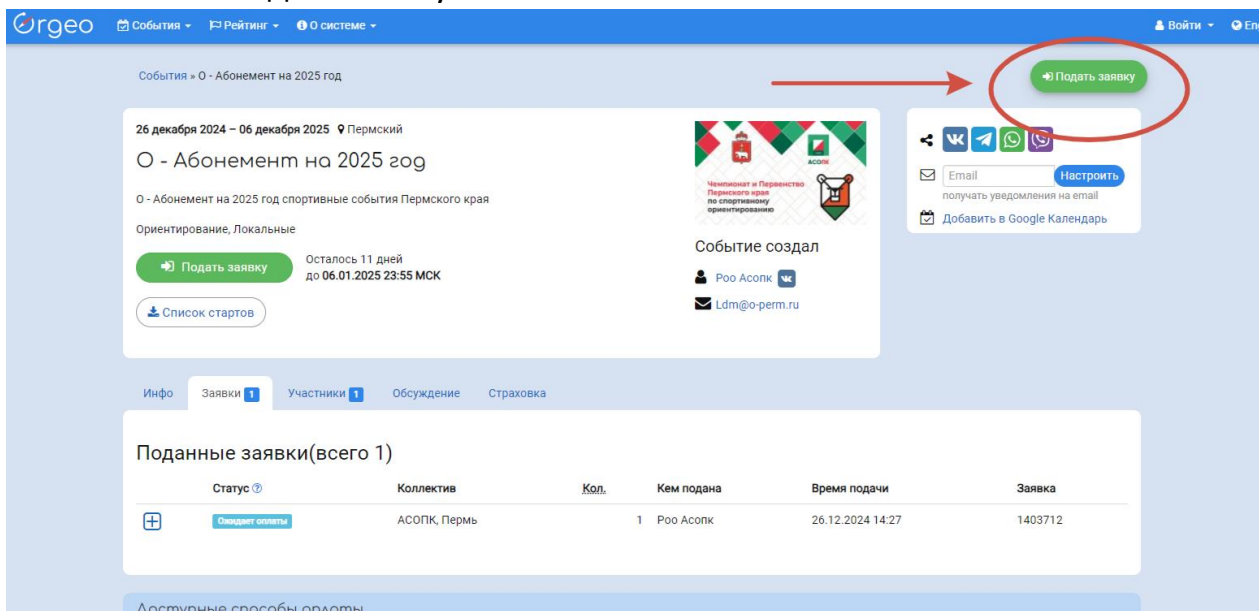 Orgeo События Рейтинг О системе Войти
События » О - Абонемент на 2025 год
Подать заявку
26 декабря 2024 – 06 декабря 2025 Пермский
О - Абонемент на 2025 год
О - Абонемент на 2025 год спортивные события Пермского края
Ориентирование, Локальные
Подать заявку
Осталось 11 дней
до 06.01.2025 23:55 МСК
Список стартов
АСОПК
Чемпионат и Первенство
Пермского края
по спортивному
ориентированию
Событие создал
Роо Асопк
Ldm@o-perm.ru
Email Настроить
получать уведомления на email
Добавить в Google Календарь
Инфо Заявки 1 Участники 1 Обсуждение Страховка
Поданные заявки(всего 1)
Статус Коллектив Кол. Кем подана Время подачи Заявка
Ожидает оплаты АСОПК, Пермь 1 Роо Асопк 26.12.2024 14:27 1403712
Доступные способы оплаты